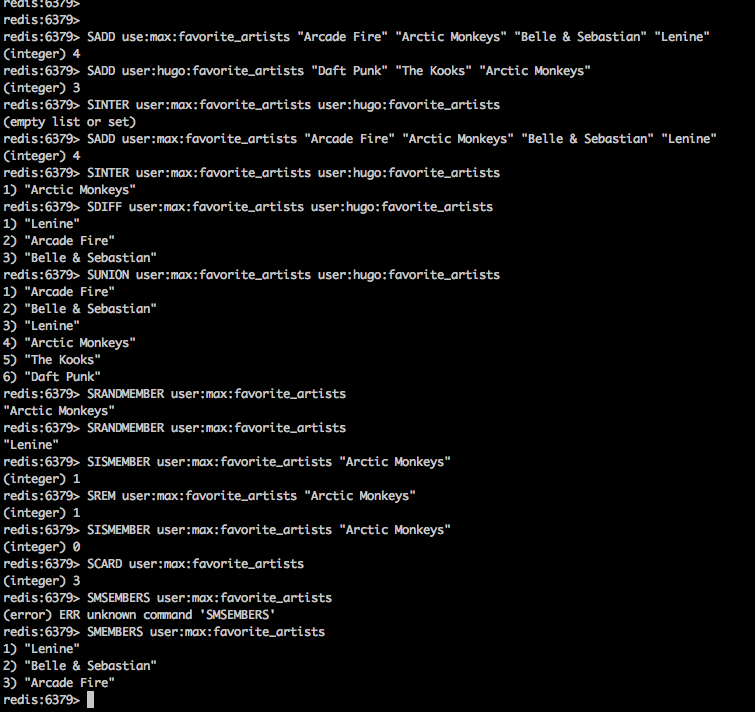 redis:6379>
redis:6379>
redis:6379> SADD use:max:favorite_artists "Arcade Fire" "Arctic Monkeys" "Belle & Sebastian" "Lenine"
(integer) 4
redis:6379> SADD user:hugo:favorite_artists "Daft Punk" "The Kooks" "Arctic Monkeys"
(integer) 3
redis:6379> SINTER user:max:favorite_artists user:hugo:favorite_artists
(empty list or set)
redis:6379> SADD user:max:favorite_artists "Arcade Fire" "Arctic Monkeys" "Belle & Sebastian" "Lenine"
(integer) 4
redis:6379> SINTER user:max:favorite_artists user:hugo:favorite_artists
1) "Arctic Monkeys"
redis:6379> SDIFF user:max:favorite_artists user:hugo:favorite_artists
1) "Lenine"
2) "Arcade Fire"
3) "Belle & Sebastian"
redis:6379> SUNION user:max:favorite_artists user:hugo:favorite_artists
1) "Arcade Fire"
2) "Belle & Sebastian"
3) "Lenine"
4) "Arctic Monkeys"
5) "The Kooks"
6) "Daft Punk"
redis:6379> SRANDMEMBER user:max:favorite_artists
"Arctic Monkeys"
redis:6379> SRANDMEMBER user:max:favorite_artists
"Lenine"
redis:6379> SISMEMBER user:max:favorite_artists "Arctic Monkeys"
(integer) 1
redis:6379> SREM user:max:favorite_artists "Arctic Monkeys"
(integer) 1
redis:6379> SISMEMBER user:max:favorite_artists "Arctic Monkeys"
(integer) 0
redis:6379> SCARD user:max:favorite_artists
(integer) 3
redis:6379> SMSEMBERS user:max:favorite_artists
(error) ERR unknown command 'SMSEMBERS'
redis:6379> SMEMBERS user:max:favorite_artists
1) "Lenine"
2) "Belle & Sebastian"
3) "Arcade Fire"
redis:6379>